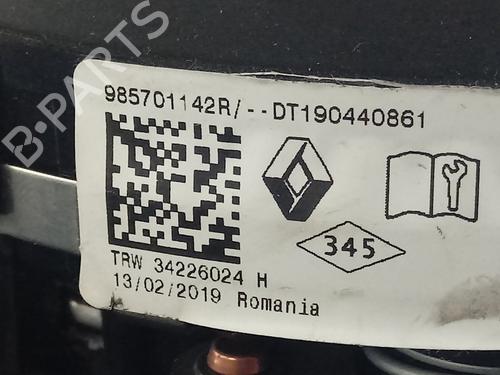 985701142R/--DT190440861
345
TRW 34226024 H
13/02/2019 Romania
B-PARTS